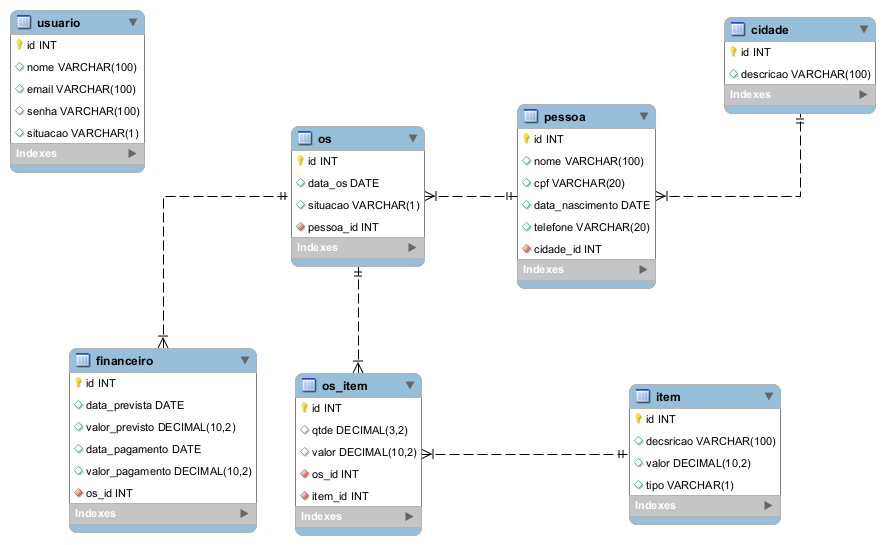 usuario
id INT
nome VARCHAR(100)
email VARCHAR(100)
senha VARCHAR(100)
situacao VARCHAR(1)
Indexes
cidade
id INT
descricao VARCHAR(100)
Indexes
os
id INT
data_os DATE
situacao VARCHAR(1)
pessoa_id INT
Indexes
pessoa
id INT
nome VARCHAR(100)
cpf VARCHAR(20)
data_nascimento DATE
telefone VARCHAR(20)
cidade_id INT
Indexes
financeiro
id INT
data_prevista DATE
valor_previsto DECIMAL(10,2)
data_pagamento DATE
valor_pagamento DECIMAL(10,2)
os_id INT
Indexes
os_item
id INT
qtde DECIMAL(3,2)
valor DECIMAL(10,2)
os_id INT
item_id INT
Indexes
item
id INT
decsricao VARCHAR(100)
valor DECIMAL(10,2)
tipo VARCHAR(1)
Indexes